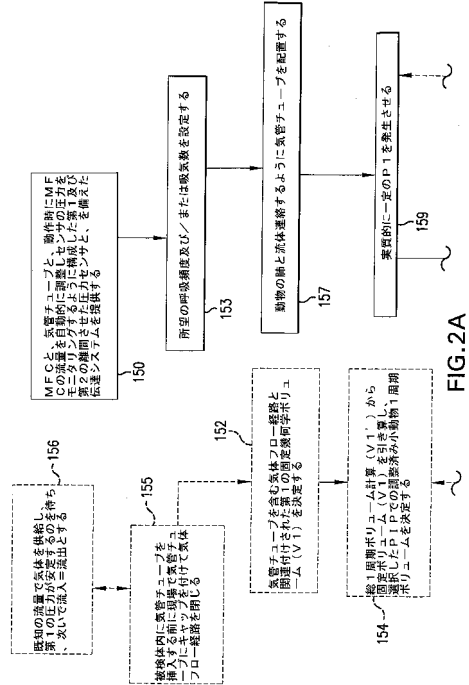 MFCと、気管チューブと、動作時にMF
Cの流量を自動的に調整しセンサの圧力を
モニタリングするように構成した第1及び
第2の離間させた圧力センサと、を備えた
伝達システムを提供する
150
所望の呼吸頻度及び/または吸気数を設定する
153
動物の肺と流体連絡するように気管チューブを配置する
157
実質的に一定のP1を発生させる
159
既知の流量で気体を供給し、
第1の圧力が安定するのを待ち
、次いで流入=流出とする
156
被検体内に気管チューブを
挿入する前に現場で気管チュ
ーブにキャップを付けて気体
フロー経路を閉じる
155
気管チューブを含む気体フロー経路と
関連付けされた第1の固定幾何学ボリュ
ーム(V1)を決定する
152
総1周期ボリューム計算(V1')から
固定ボリューム(V1)を引き算し、
選択したPIPでの調整済み小動物1周期
ボリュームを決定する
154
FIG.2A